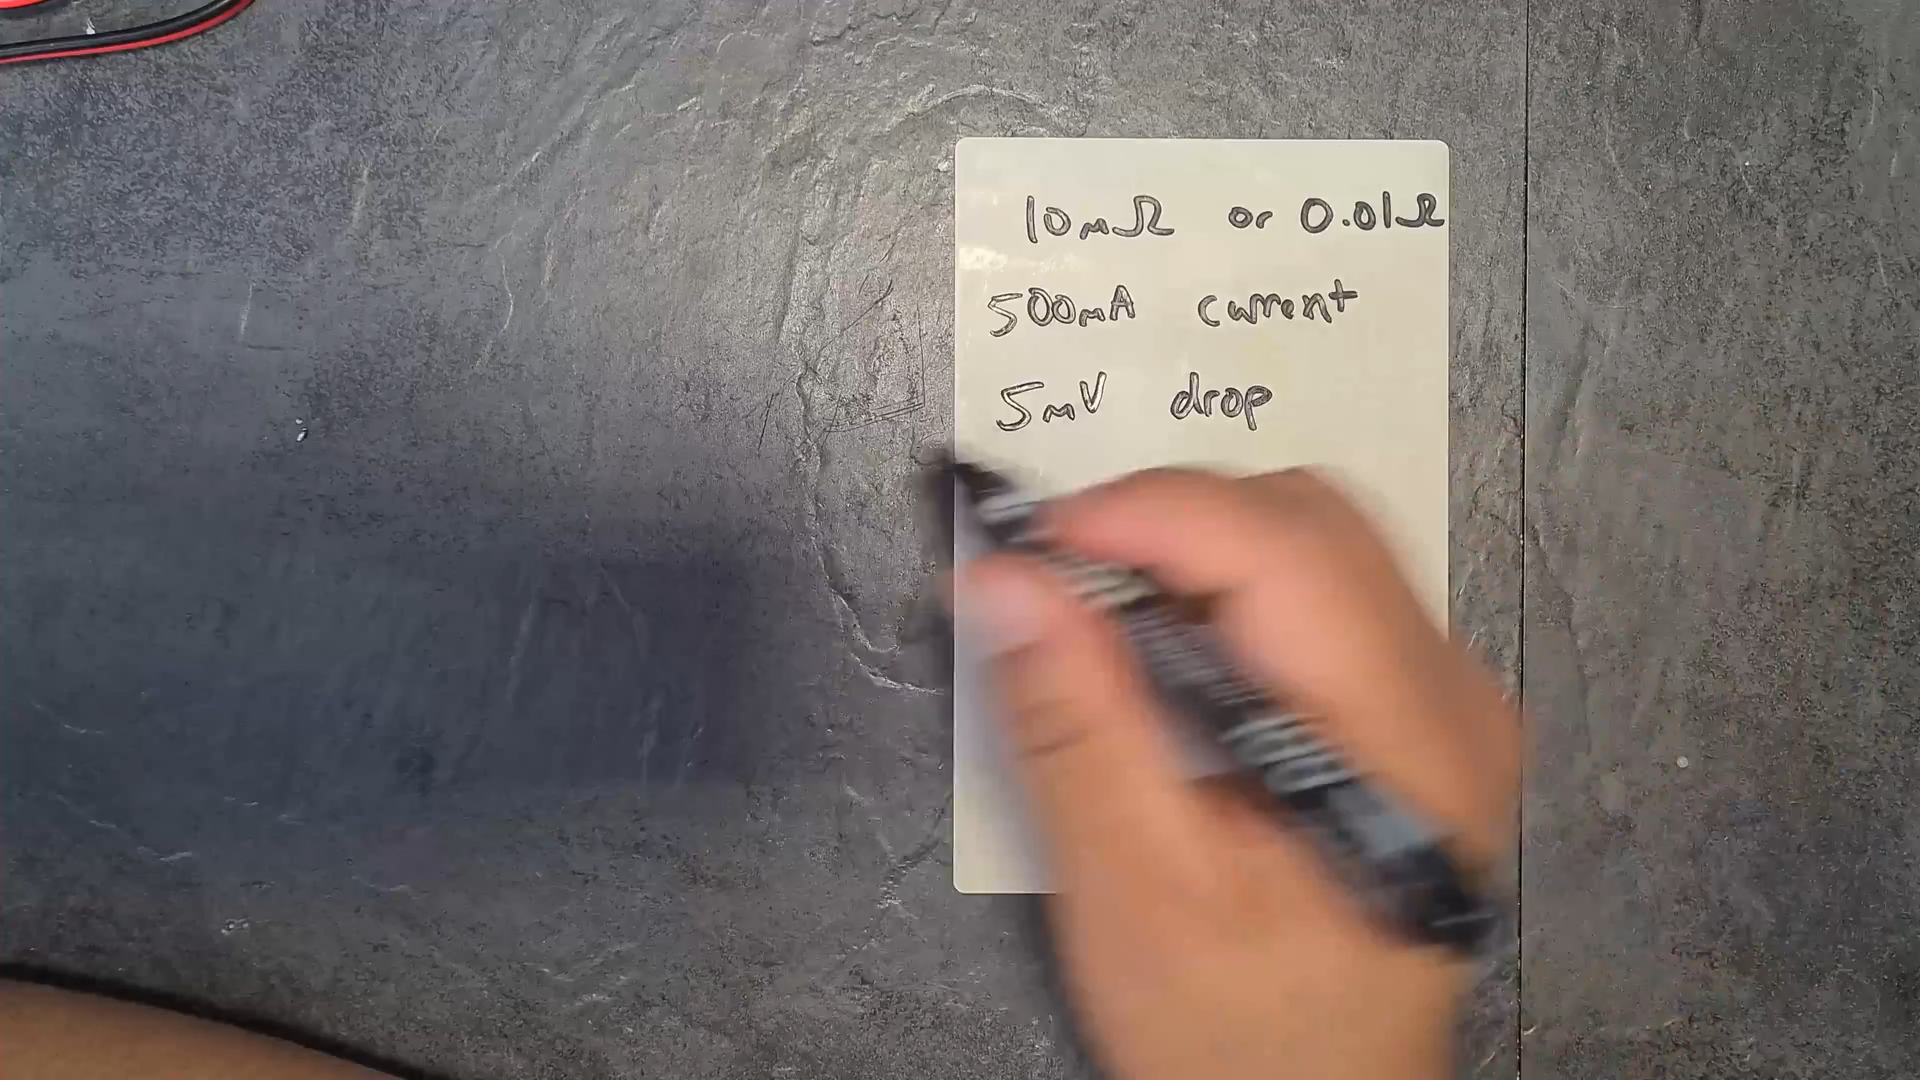 10mΩ or 0.01Ω
500mA current
5mV drop